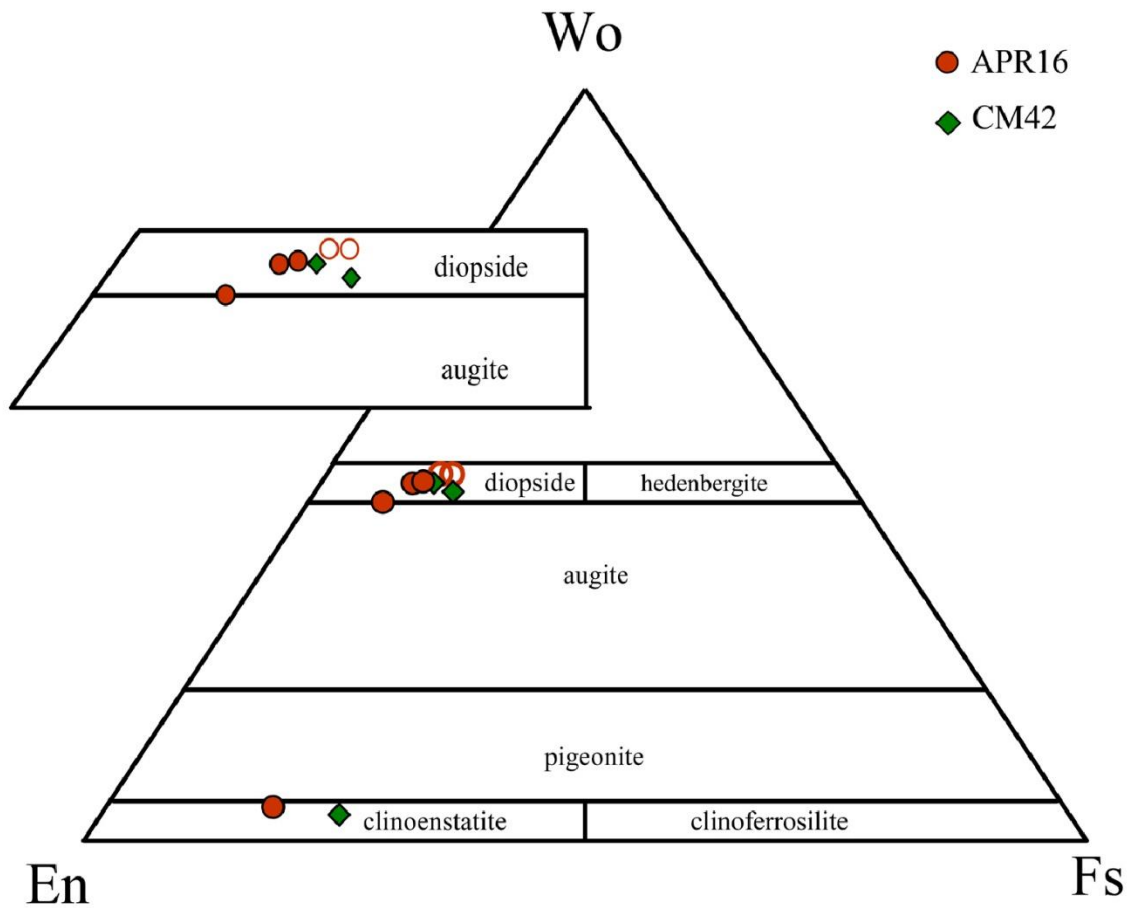 Wo
APR16
CM42
diopside
augite
diopside
hedenbergite
augite
pigeonite
clinoenstatite
clinoferrosilite
En
Fs